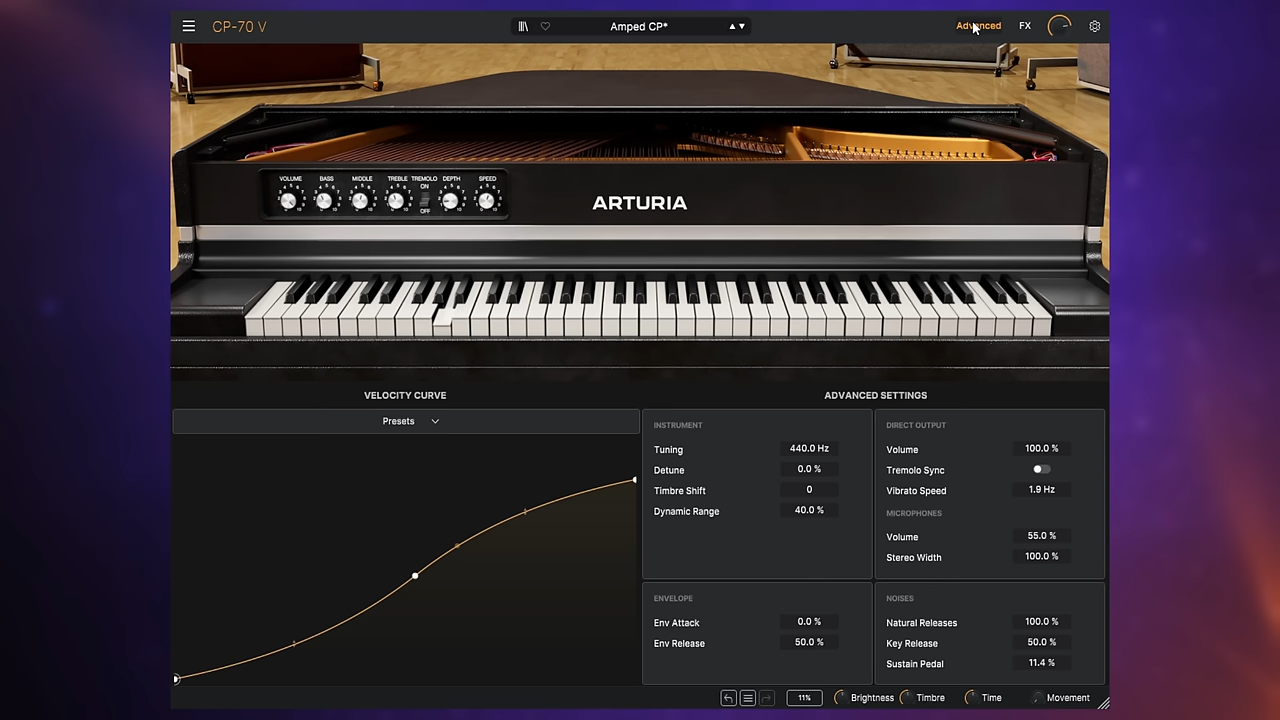 CP-70 V
Amped CP*
Advanced
FX
VOLUME BASS MIDDLE TREBLE TREMOLO DEPTH SPEED
ON
OFF
ARTURIA
VELOCITY CURVE
Presets
ADVANCED SETTINGS
INSTRUMENT
Tuning 440.0 Hz
Detune 0.0 %
Timbre Shift 0
Dynamic Range 40.0 %
DIRECT OUTPUT
Volume 100.0 %
Tremolo Sync
Vibrato Speed 1.9 Hz
MICROPHONES
Volume 55.0 %
Stereo Width 100.0 %
ENVELOPE
Env Attack 0.0 %
Env Release 50.0 %
NOISES
Natural Releases 100.0 %
Key Release 50.0 %
Sustain Pedal 11.4 %
11% Brightness Timbre Time Movement